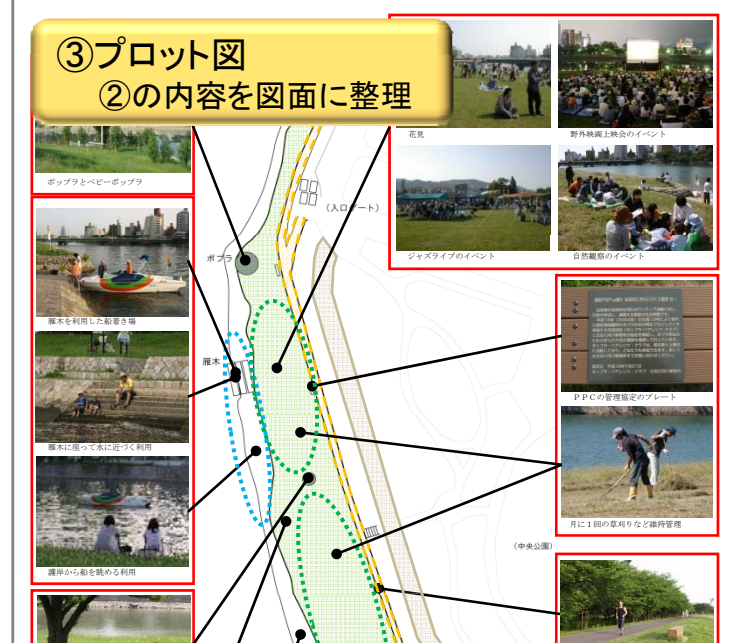 ③プロット図
②の内容を図面に整理
花見
野外映画上映会のイベント
ポップラとベビーポップラ
(入口ゲート)
ジャズライブのイベント
自然観察のイベント
ポプラ
雁木を利用した船着き場
雁木
PPCの管理協定のプレート
雁木に座って水に近づく利用
月に1回の草刈りなど維持管理
(中央公園)
護岸から船を眺める利用